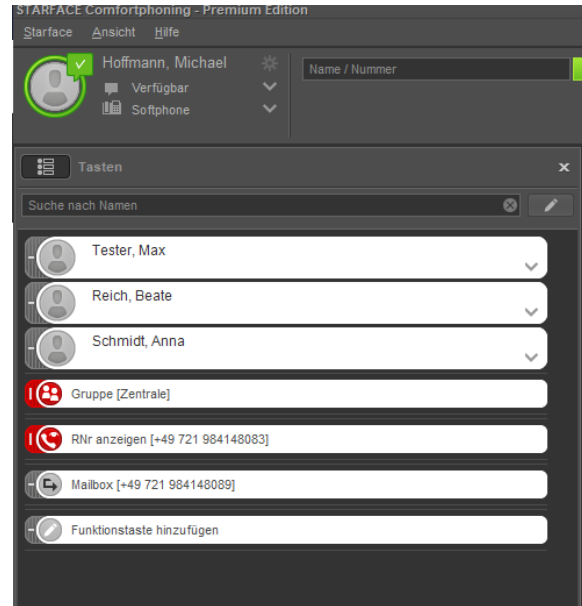 STARFACE Comfortphoning - Premium Edition
Starface Ansicht Hilfe
Hoffmann, Michael
Name / Nummer
Verfügbar
Softphone
Tasten
Suche nach Namen
Tester, Max
Reich, Beate
Schmidt, Anna
Gruppe [Zentrale]
RNr anzeigen [+49 721 984148083]
Mailbox [+49 721 984148089]
Funktionstaste hinzufügen